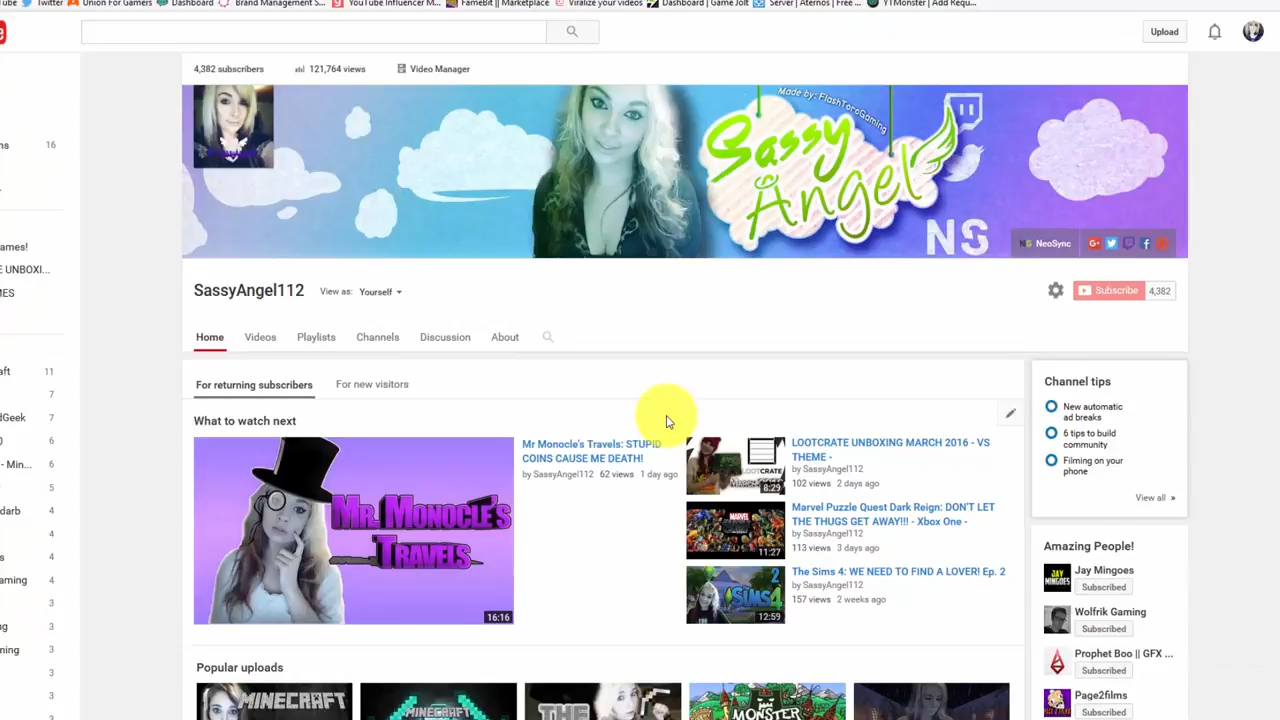 Twitter
Union For Gamers
Dashboard
Brand Management S...
YouTube Influencer M...
FameBit || Marketplace
Viralize your videos
Dashboard | Game Jolt
Server | Aternos | Free ...
YTMonster | Add Requ...
Upload
4,382 subscribers
121,764 views
Video Manager
Made by: FlashToroGaming
Sassy
Angel
NS
NS NeoSync
16
SassyAngel112
View as: Yourself
Subscribe 4,382
Home
Videos
Playlists
Channels
Discussion
About
ames!
E UNBOXI...
MES
For returning subscribers
For new visitors
What to watch next
MR. MONOCLE'S
TRAVELS
16:16
Mr Monocle's Travels: STUPID
COINS CAUSE ME DEATH!
by SassyAngel112 62 views 1 day ago
8:29
LOOTCRATE UNBOXING MARCH 2016 - VS
THEME -
by SassyAngel112
102 views 2 days ago
MARVEL
11:27
Marvel Puzzle Quest Dark Reign: DON'T LET
THE THUGS GET AWAY!!! - Xbox One -
by SassyAngel112
113 views 3 days ago
2
SIMS 4
12:59
The Sims 4: WE NEED TO FIND A LOVER! Ep. 2
by SassyAngel112
157 views 2 weeks ago
Channel tips
New automatic
ad breaks
6 tips to build
community
Filming on your
phone
View all »
Amazing People!
JAY
MINGOES
Jay Mingoes
Subscribed
Wolfrik Gaming
Subscribed
Prophet Boo || GFX ...
Subscribed
Page2films
Subscribed
aft 11
7
dGeek 7
6
- Min... 6
5
darb 4
4
s 4
aming 4
3
ng 3
ming 3
3
3
3
Popular uploads
MINECRAFT
MINECRAFT
THE
MONSTER